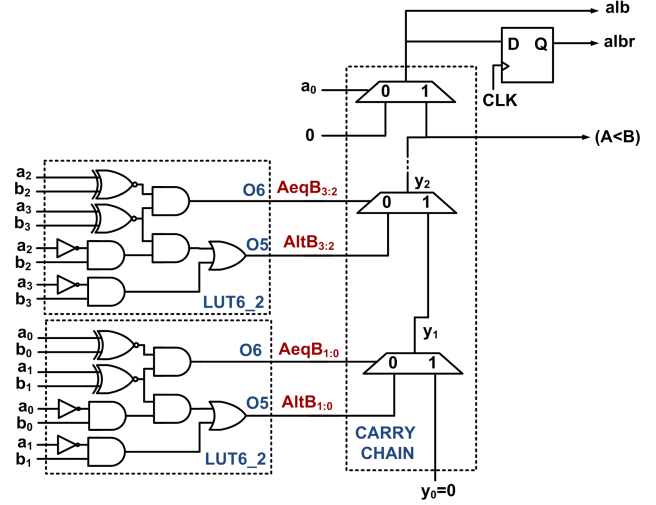 alb
D Q
albr
CLK
a₀
0 1
0
(A<B)
y₂
a₂
b₂
a₃
b₃
a₂
b₂
a₃
b₃
O6 AeqB₃:₂
0 1
O5 AltB₃:₂
LUT6_2
y₁
a₀
b₀
a₁
b₁
a₀
b₀
a₁
b₁
O6 AeqB₁:₀
0 1
O5 AltB₁:₀
LUT6_2
CARRY
CHAIN
y₀=0